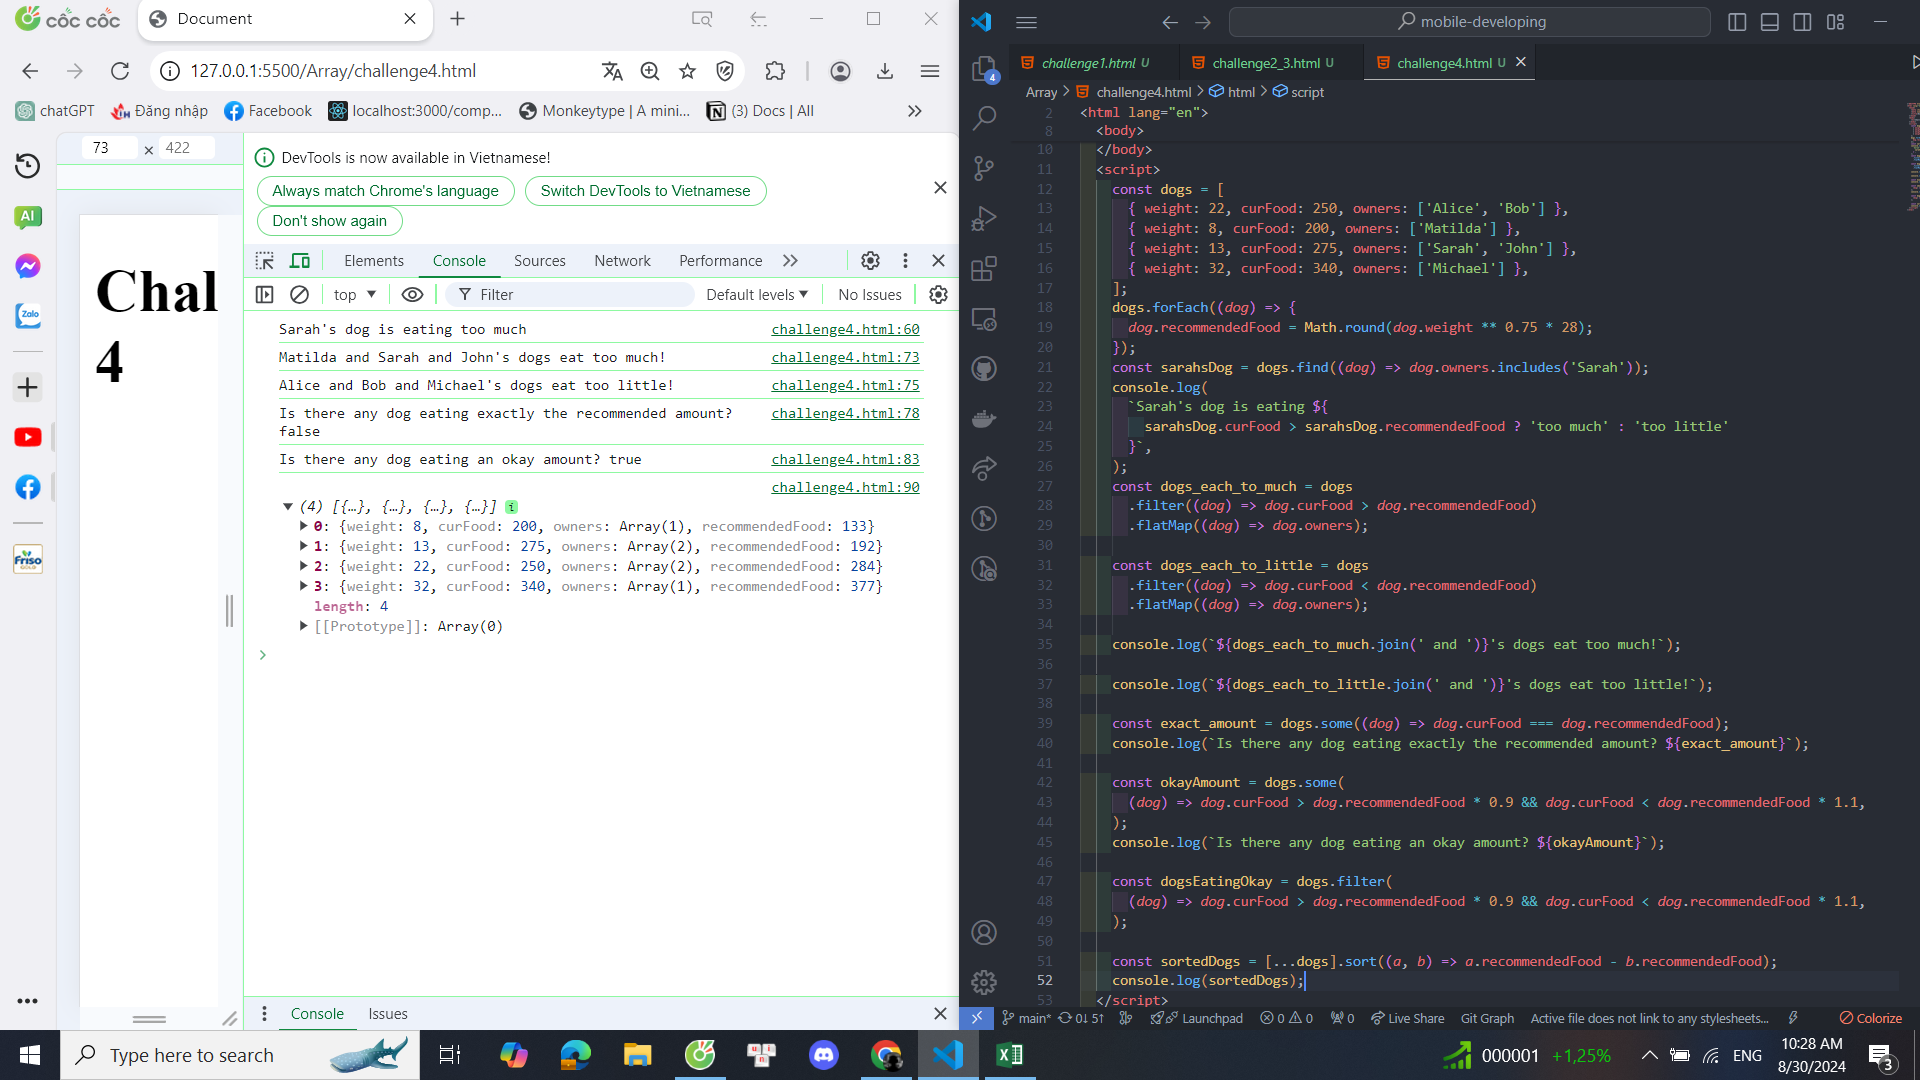 cốc cốc
Document
127.0.0.1:5500/Array/challenge4.html
chatGPT
Đăng nhập
Facebook
localhost:3000/comp...
Monkeytype | A mini...
(3) Docs | All
73 × 422
DevTools is now available in Vietnamese!
Always match Chrome's language
Switch DevTools to Vietnamese
Don't show again
AI
Zalo
Friso
GOLD
Chal
4
Elements
Console
Sources
Network
Performance
top
Filter
Default levels
No Issues
Sarah's dog is eating too much challenge4.html:60
Matilda and Sarah and John's dogs eat too much! challenge4.html:73
Alice and Bob and Michael's dogs eat too little! challenge4.html:75
Is there any dog eating exactly the recommended amount? challenge4.html:78
false
Is there any dog eating an okay amount? true challenge4.html:83
challenge4.html:90
(4) [{…}, {…}, {…}, {…}] i
0: {weight: 8, curFood: 200, owners: Array(1), recommendedFood: 133}
1: {weight: 13, curFood: 275, owners: Array(2), recommendedFood: 192}
2: {weight: 22, curFood: 250, owners: Array(2), recommendedFood: 284}
3: {weight: 32, curFood: 340, owners: Array(1), recommendedFood: 377}
length: 4
[[Prototype]]: Array(0)
Console
Issues
mobile-developing
4
challenge1.html U
challenge2_3.html U
challenge4.html U
Array > challenge4.html > html > script
2 <html lang="en">
8 <body>
10 </body>
11 <script>
12 const dogs = [
13 { weight: 22, curFood: 250, owners: ['Alice', 'Bob'] },
14 { weight: 8, curFood: 200, owners: ['Matilda'] },
15 { weight: 13, curFood: 275, owners: ['Sarah', 'John'] },
16 { weight: 32, curFood: 340, owners: ['Michael'] },
17 ];
18 dogs.forEach((dog) => {
19 dog.recommendedFood = Math.round(dog.weight ** 0.75 * 28);
20 });
21 const sarahsDog = dogs.find((dog) => dog.owners.includes('Sarah'));
22 console.log(
23 `Sarah's dog is eating ${
24 sarahsDog.curFood > sarahsDog.recommendedFood ? 'too much' : 'too little'
25 }`,
26 );
27 const dogs_each_to_much = dogs
28 .filter((dog) => dog.curFood > dog.recommendedFood)
29 .flatMap((dog) => dog.owners);
30
31 const dogs_each_to_little = dogs
32 .filter((dog) => dog.curFood < dog.recommendedFood)
33 .flatMap((dog) => dog.owners);
34
35 console.log(`${dogs_each_to_much.join(' and ')}'s dogs eat too much!`);
36
37 console.log(`${dogs_each_to_little.join(' and ')}'s dogs eat too little!`);
38
39 const exact_amount = dogs.some((dog) => dog.curFood === dog.recommendedFood);
40 console.log(`Is there any dog eating exactly the recommended amount? ${exact_amount}`);
41
42 const okayAmount = dogs.some(
43 (dog) => dog.curFood > dog.recommendedFood * 0.9 && dog.curFood < dog.recommendedFood * 1.1,
44 );
45 console.log(`Is there any dog eating an okay amount? ${okayAmount}`);
46
47 const dogsEatingOkay = dogs.filter(
48 (dog) => dog.curFood > dog.recommendedFood * 0.9 && dog.curFood < dog.recommendedFood * 1.1,
49 );
50
51 const sortedDogs = [...dogs].sort((a, b) => a.recommendedFood - b.recommendedFood);
52 console.log(sortedDogs);
53 </script>
main* 0↓ 5↑ Launchpad 0 0 0 Live Share Git Graph Active file does not link to any stylesheets... Colorize
Type here to search
000001 +1,25%
ENG
10:28 AM
8/30/2024
3